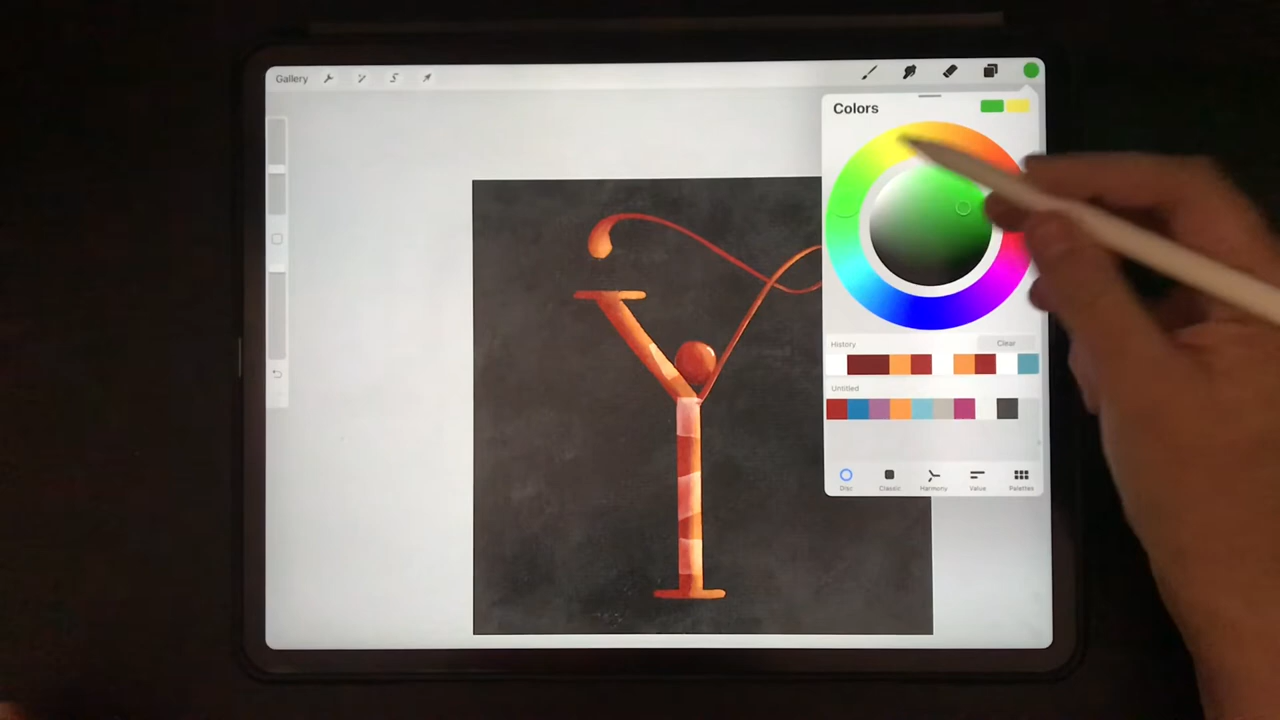 Gallery
Colors
History Clear
Untitled
Disc Classic Harmony Value Palettes
Y